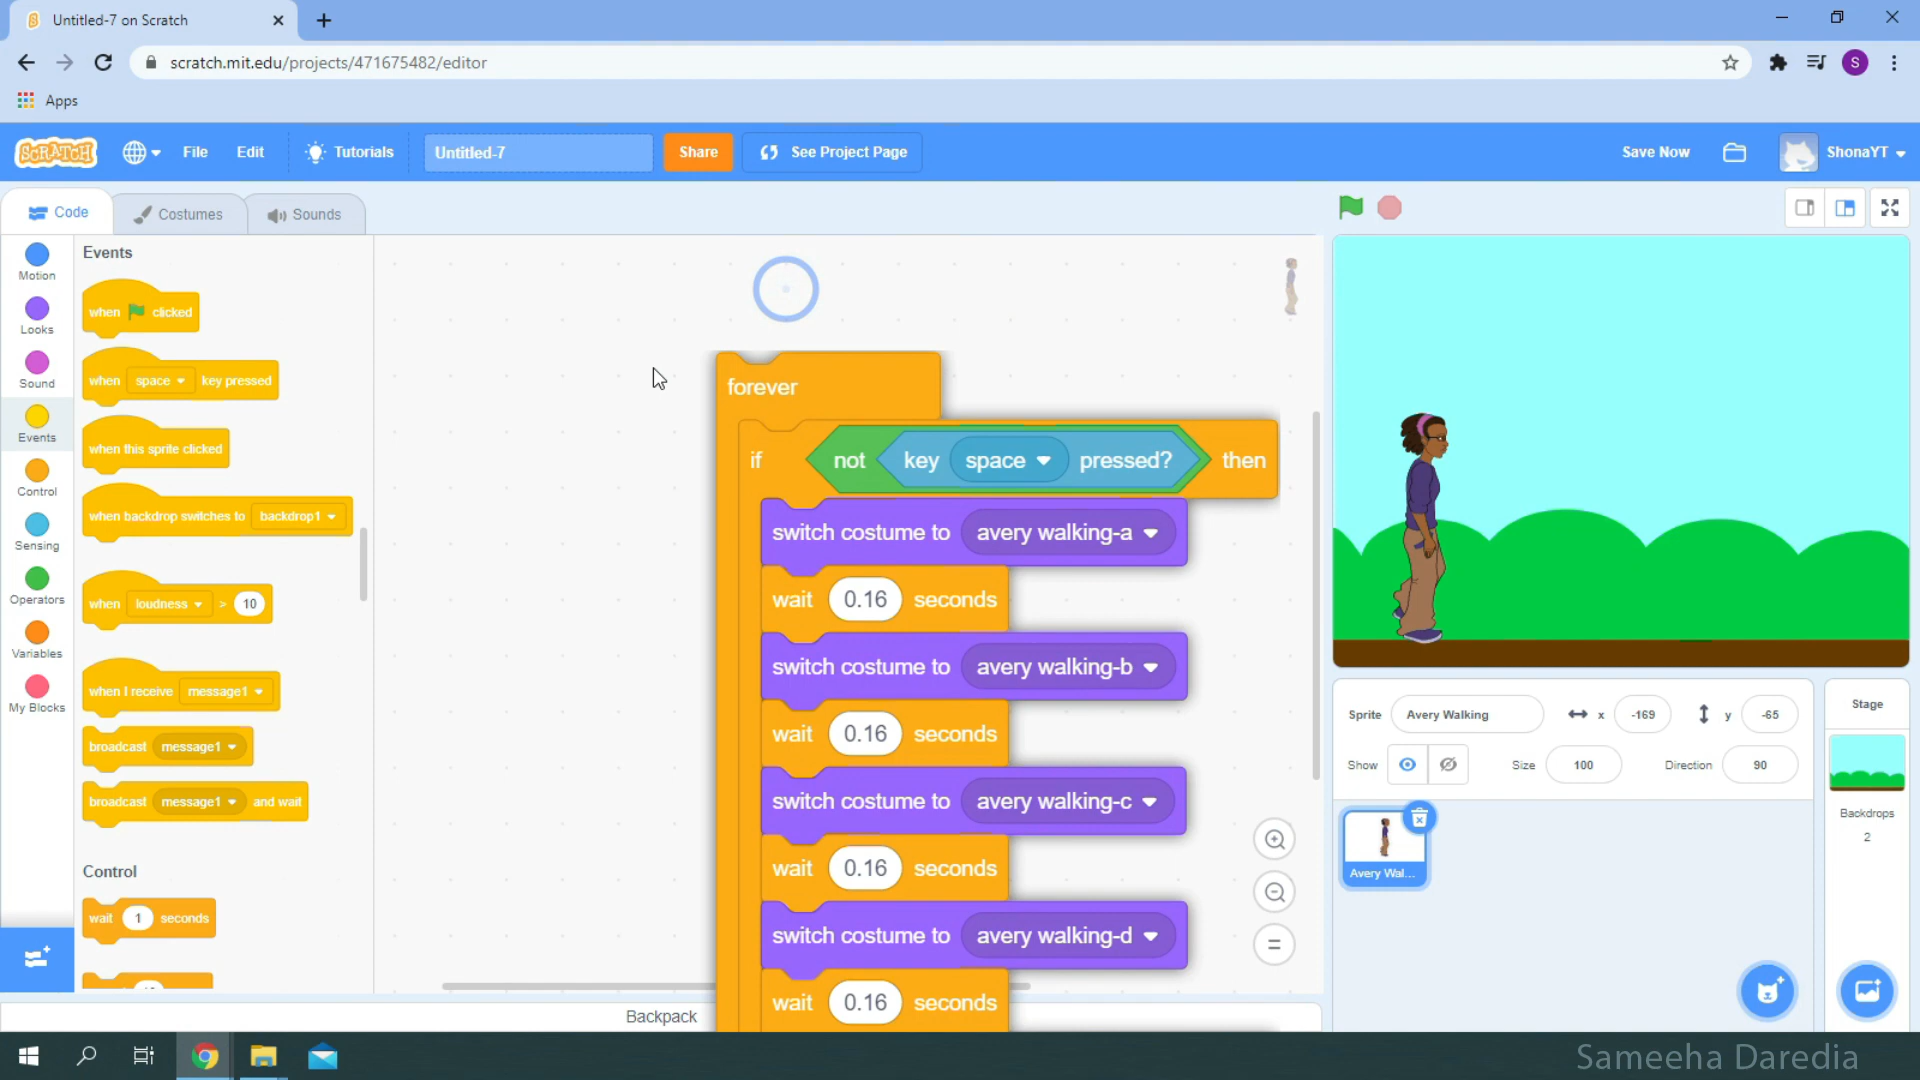 Untitled-7 on Scratch
scratch.mit.edu/projects/471675482/editor
S
Apps
SCRATCH
File
Edit
Tutorials
Untitled-7
Share
See Project Page
Save Now
ShonaYT
Code
Costumes
Sounds
Motion
Looks
Sound
Events
Control
Sensing
Operators
Variables
My Blocks
Events
when clicked
when space key pressed
when this sprite clicked
when backdrop switches to backdrop1
when loudness > 10
when I receive message1
broadcast message1
broadcast message1 and wait
Control
wait 1 seconds
forever
if not key space pressed? then
switch costume to avery walking-a
wait 0.16 seconds
switch costume to avery walking-b
wait 0.16 seconds
switch costume to avery walking-c
wait 0.16 seconds
switch costume to avery walking-d
wait 0.16 seconds
Backpack
Sprite Avery Walking x -169 y -65
Show Size 100 Direction 90
Avery Wal...
Stage
Backdrops
2
Sameeha Daredia